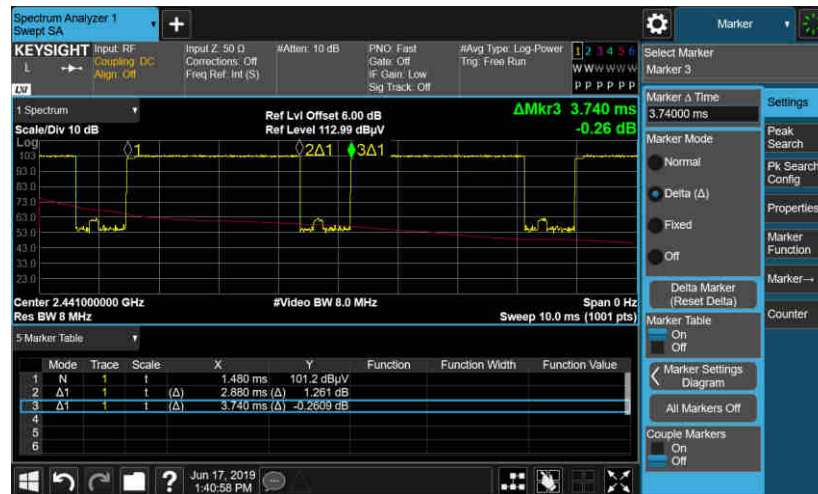 Spectrum Analyzer 1
Swept SA
Marker
KEYSIGHT
Input: RF
Coupling: DC
Align: Off
Input Z: 50 Ω
Corrections: Off
Freq Ref: Int (S)
#Atten: 10 dB
PNO: Fast
Gate: Off
IF Gain: Low
Sig Track: Off
#Avg Type: Log-Power
Trig: Free Run
1 2 3 4 5 6
W W W W W W
P P P P P P
L
LXI
Select Marker
Marker 3
1 Spectrum
Scale/Div 10 dB
Ref Lvl Offset 6.00 dB
Ref Level 112.99 dBµV
ΔMkr3 3.740 ms
-0.26 dB
Log
103
93.0
83.0
73.0
63.0
53.0
43.0
33.0
23.0
1
2Δ1
3Δ1
Center 2.441000000 GHz
Res BW 8 MHz
#Video BW 8.0 MHz
Span 0 Hz
Sweep 10.0 ms (1001 pts)
5 Marker Table
Mode Trace Scale X Y Function Function Width Function Value
1 N 1 t 1.480 ms 101.2 dBµV
2 Δ1 1 t (Δ) 2.880 ms (Δ) 1.261 dB
3 Δ1 1 t (Δ) 3.740 ms (Δ) -0.2609 dB
4
5
6
Marker Δ Time
3.74000 ms
Marker Mode
Normal
Delta (Δ)
Fixed
Off
Delta Marker
(Reset Delta)
Marker Table
On
Off
Marker Settings
Diagram
All Markers Off
Couple Markers
On
Off
Settings
Peak
Search
Pk Search
Config
Properties
Marker
Function
Marker→
Counter
?
Jun 17, 2019
1:40:58 PM